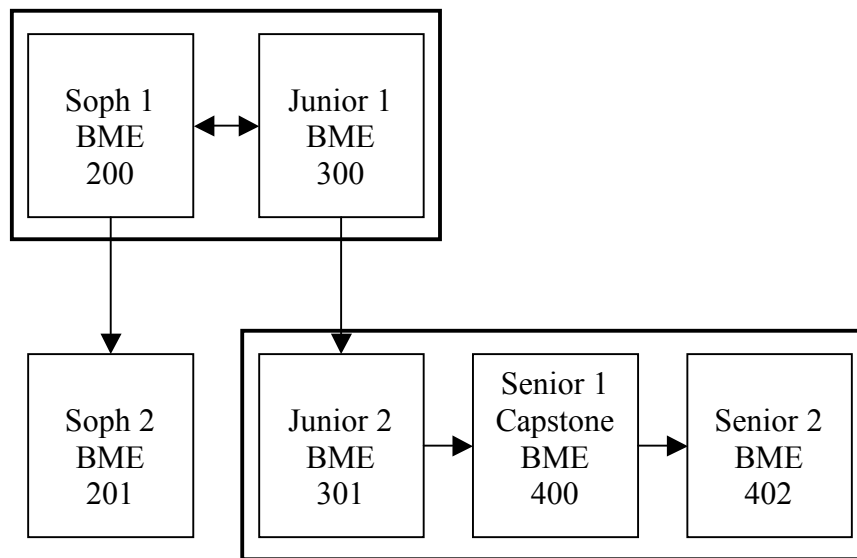 Soph 1
BME
200
Junior 1
BME
300
Soph 2
BME
201
Junior 2
BME
301
Senior 1
Capstone
BME
400
Senior 2
BME
402